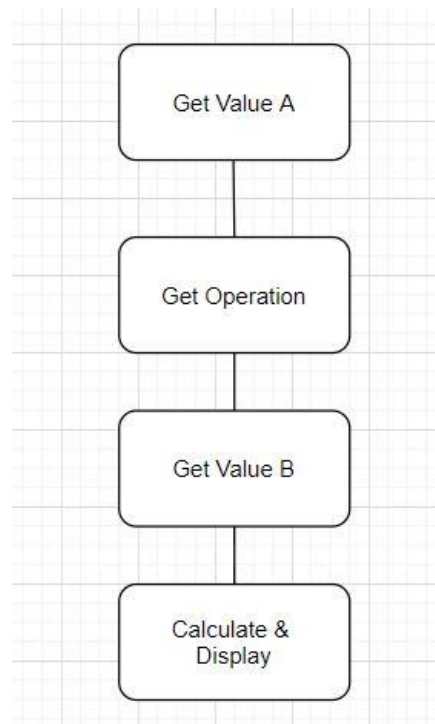 Get Value A
Get Operation
Get Value B
Calculate &
Display